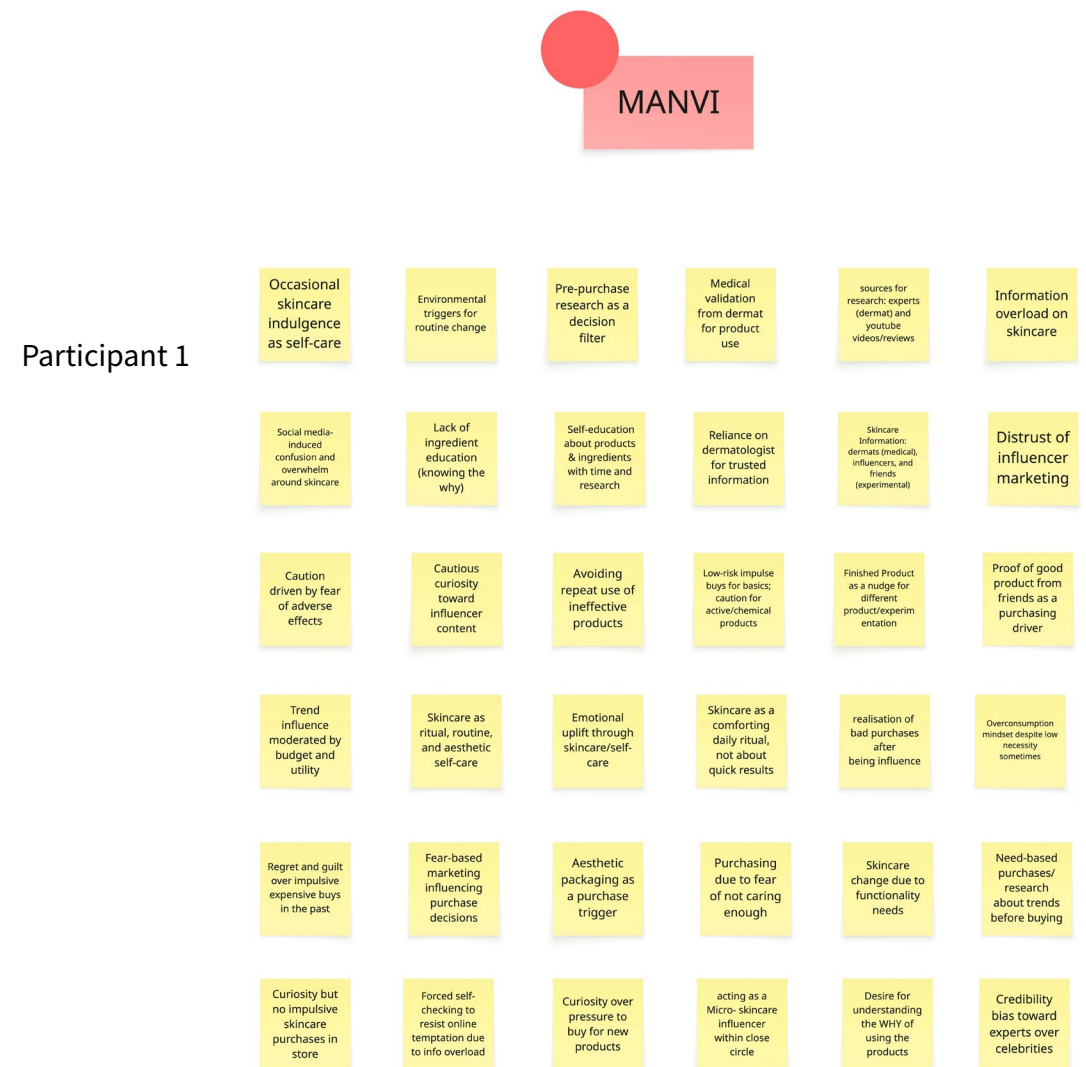 MANVI
Participant 1
Occasional
skincare
indulgence
as self-care
Environmental
triggers for
routine change
Pre-purchase
research as a
decision
filter
Medical
validation
from dermat
for product
use
sources for
research: experts
(dermat) and
youtube
videos/reviews
Information
overload on
skincare
Social media-
induced
confusion and
overwhelm
around skincare
Lack of
ingredient
education
(knowing the
why)
Self-education
about products
& ingredients
with time and
research
Reliance on
dermatologist
for trusted
information
Skincare
Information:
dermats (medical),
influencers, and
friends
(experimental)
Distrust of
influencer
marketing
Caution
driven by fear
of adverse
effects
Cautious
curiosity
toward
influencer
content
Avoiding
repeat use of
ineffective
products
Low-risk impulse
buys for basics;
caution for
active/chemical
products
Finished Product
as a nudge for
different
product/experim
entation
Proof of good
product from
friends as a
purchasing
driver
Trend
influence
moderated by
budget and
utility
Skincare as
ritual, routine,
and aesthetic
self-care
Emotional
uplift through
skincare/self-
care
Skincare as a
comforting
daily ritual,
not about
quick results
realisation of
bad purchases
after
being influence
Overconsumption
mindset despite low
necessity
sometimes
Regret and guilt
over impulsive
expensive buys
in the past
Fear-based
marketing
influencing
purchase
decisions
Aesthetic
packaging as
a purchase
trigger
Purchasing
due to fear
of not caring
enough
Skincare
change due to
functionality
needs
Need-based
purchases/
research
about trends
before buying
Curiosity but
no impulsive
skincare
purchases in
store
Forced self-
checking to
resist online
temptation due
to info overload
Curiosity over
pressure to
buy for new
products
acting as a
Micro- skincare
influencer
within close
circle
Desire for
understanding
the WHY of
using the
products
Credibility
bias toward
experts over
celebrities